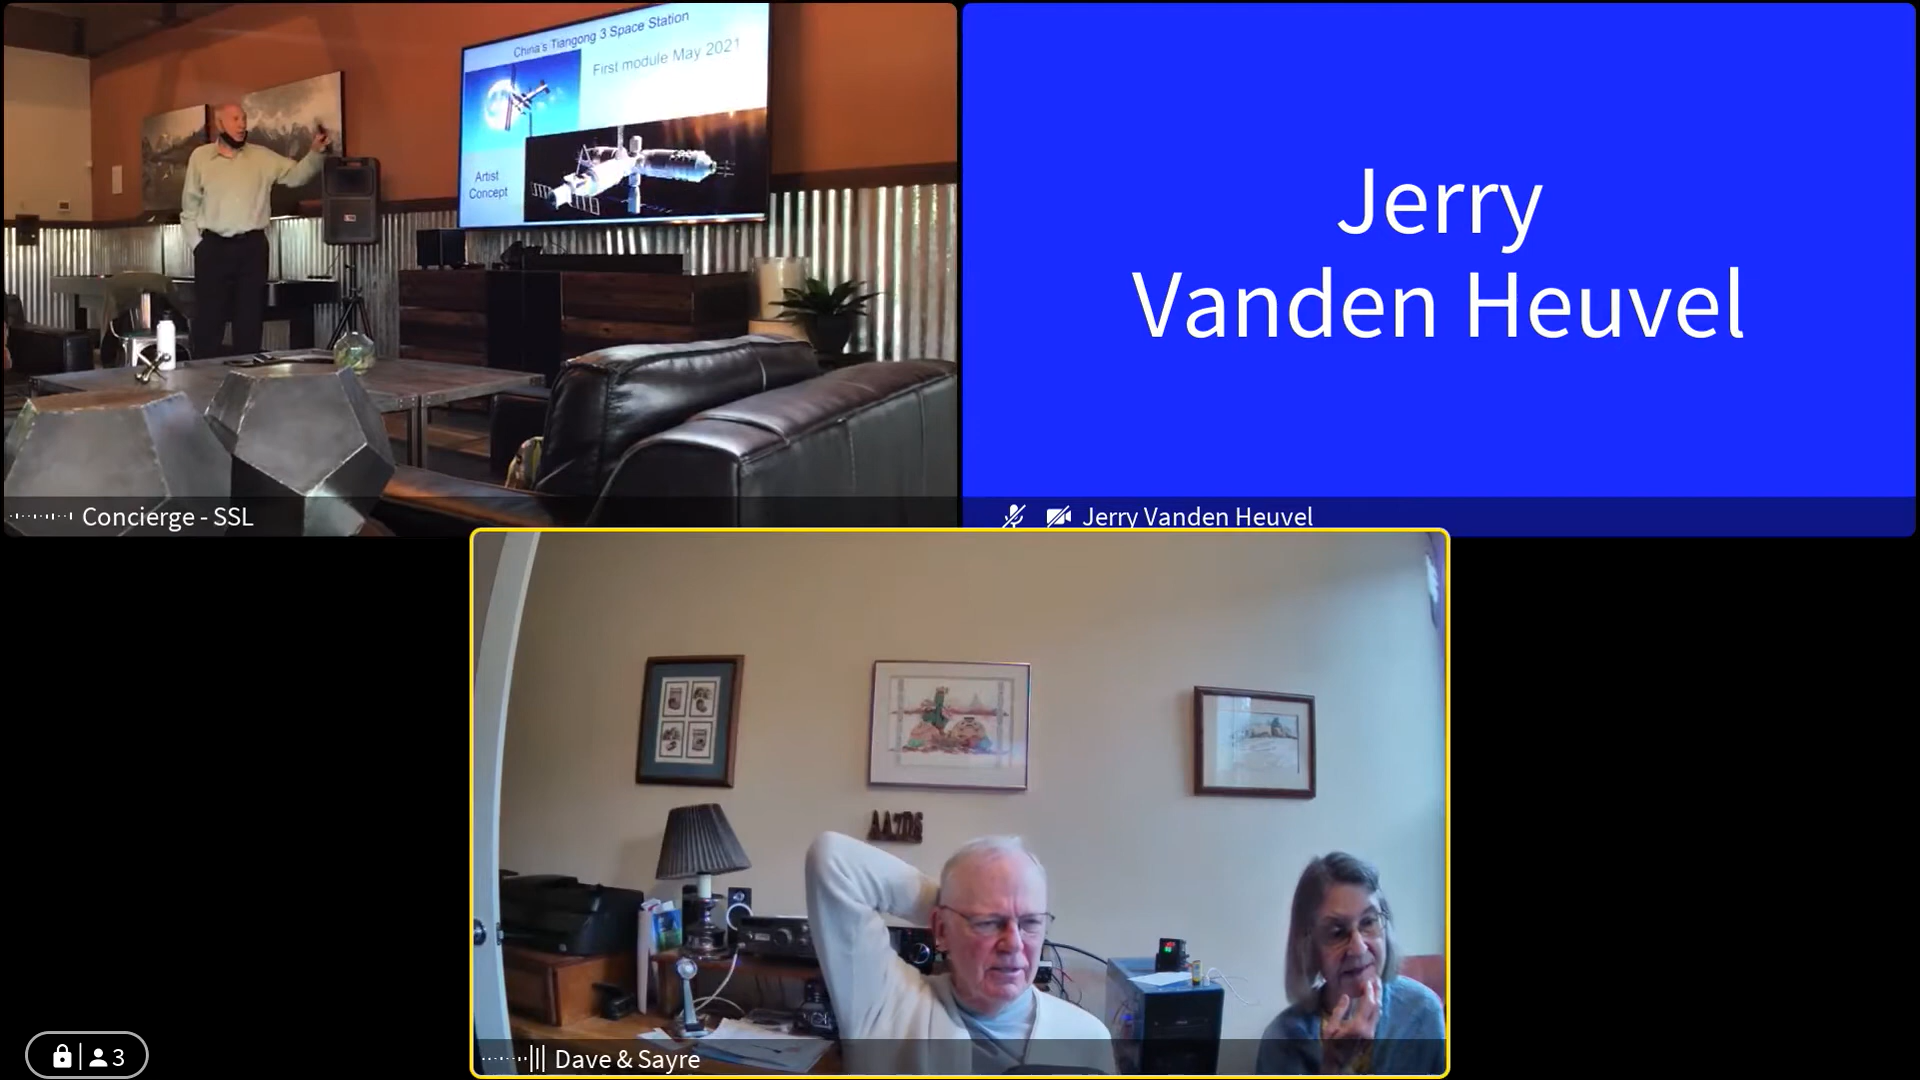 China's Tiangong 3 Space Station
First module May 2021
Artist
Concept
Concierge - SSL
Jerry
Vanden Heuvel
Jerry Vanden Heuvel
AA7DS
Dave & Sayre
3